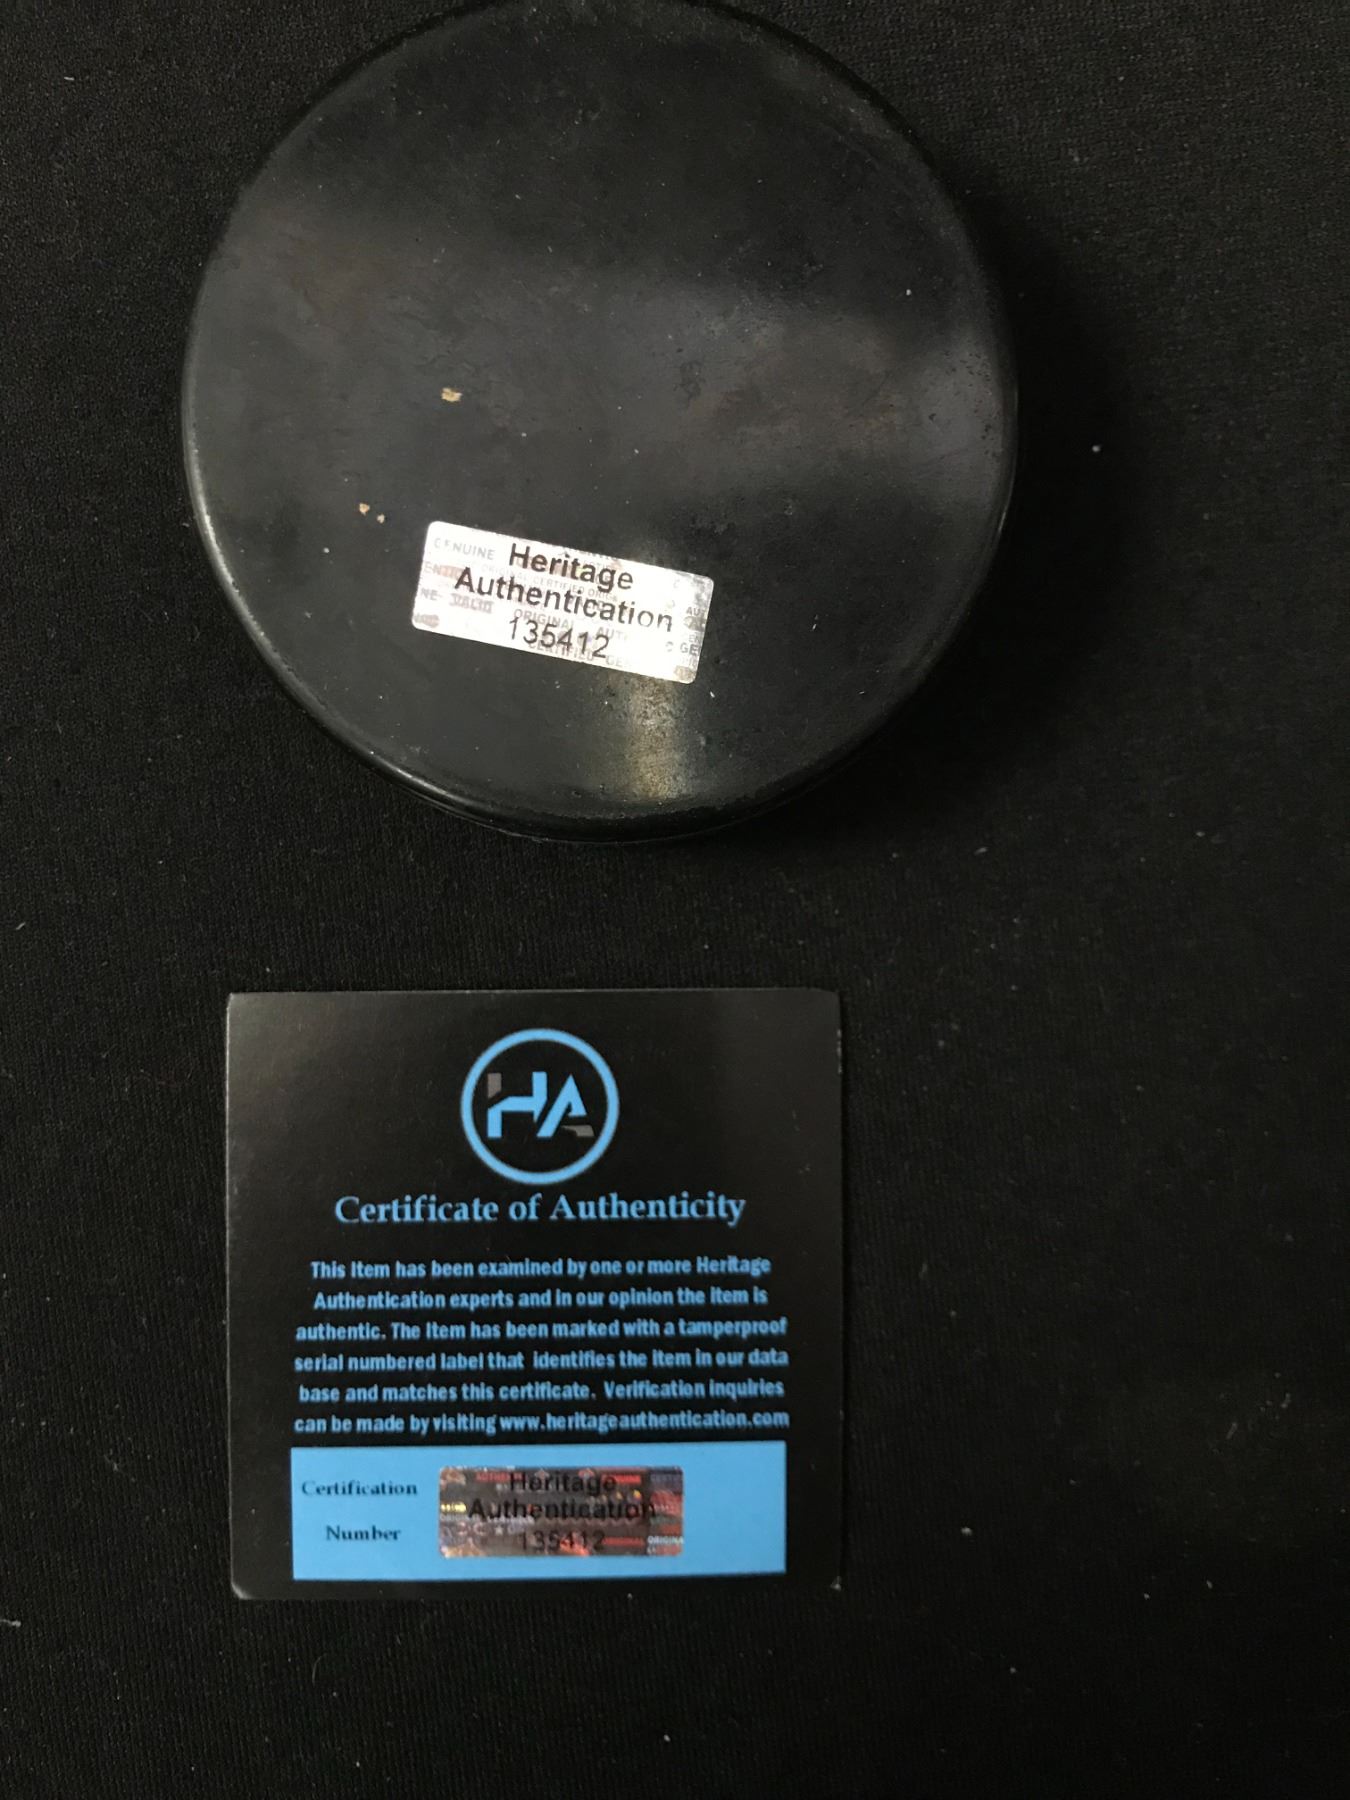 GENUINE
Heritage
Authentication
135412
HA
Certificate of Authenticity
This Item has been examined by one or more Heritage
Authentication experts and in our opinion the item is
authentic. The Item has been marked with a tamperproof
serial numbered label that identifies the item in our data
base and matches this certificate. Verification inquiries
can be made by visiting www.heritageauthentication.com
Certification
Number
Heritage
Authentication
135412